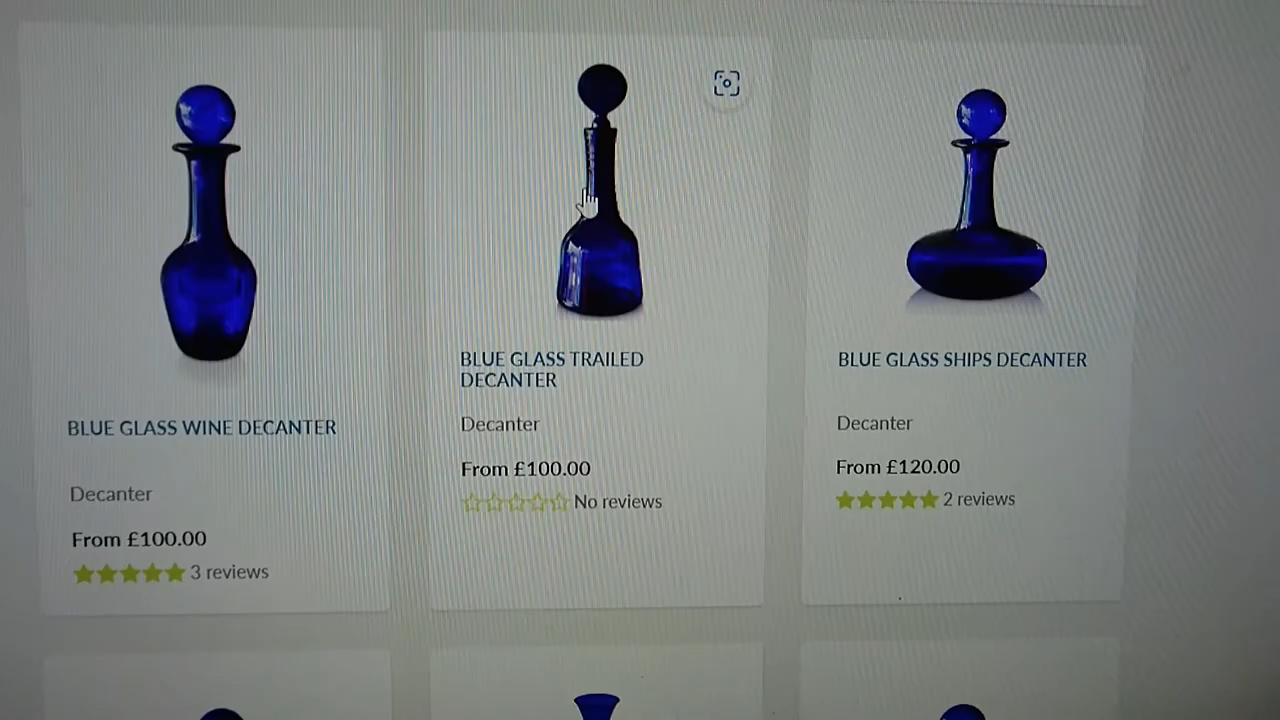 BLUE GLASS WINE DECANTER
Decanter
From £100.00
3 reviews
BLUE GLASS TRAILED
DECANTER
Decanter
From £100.00
No reviews
BLUE GLASS SHIPS DECANTER
Decanter
From £120.00
2 reviews